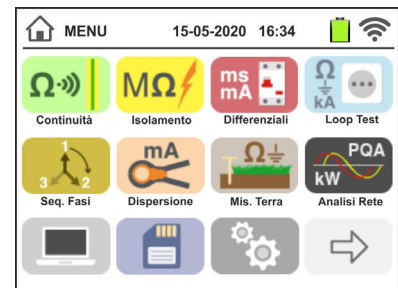 MENU 15-05-2020 16:34
Ω MΩ ms mA Ω kA
Continuità Isolamento Differenziali Loop Test
1 3 2 mA Ω PQA kW
Seq. Fasi Dispersione Mis. Terra Analisi Rete